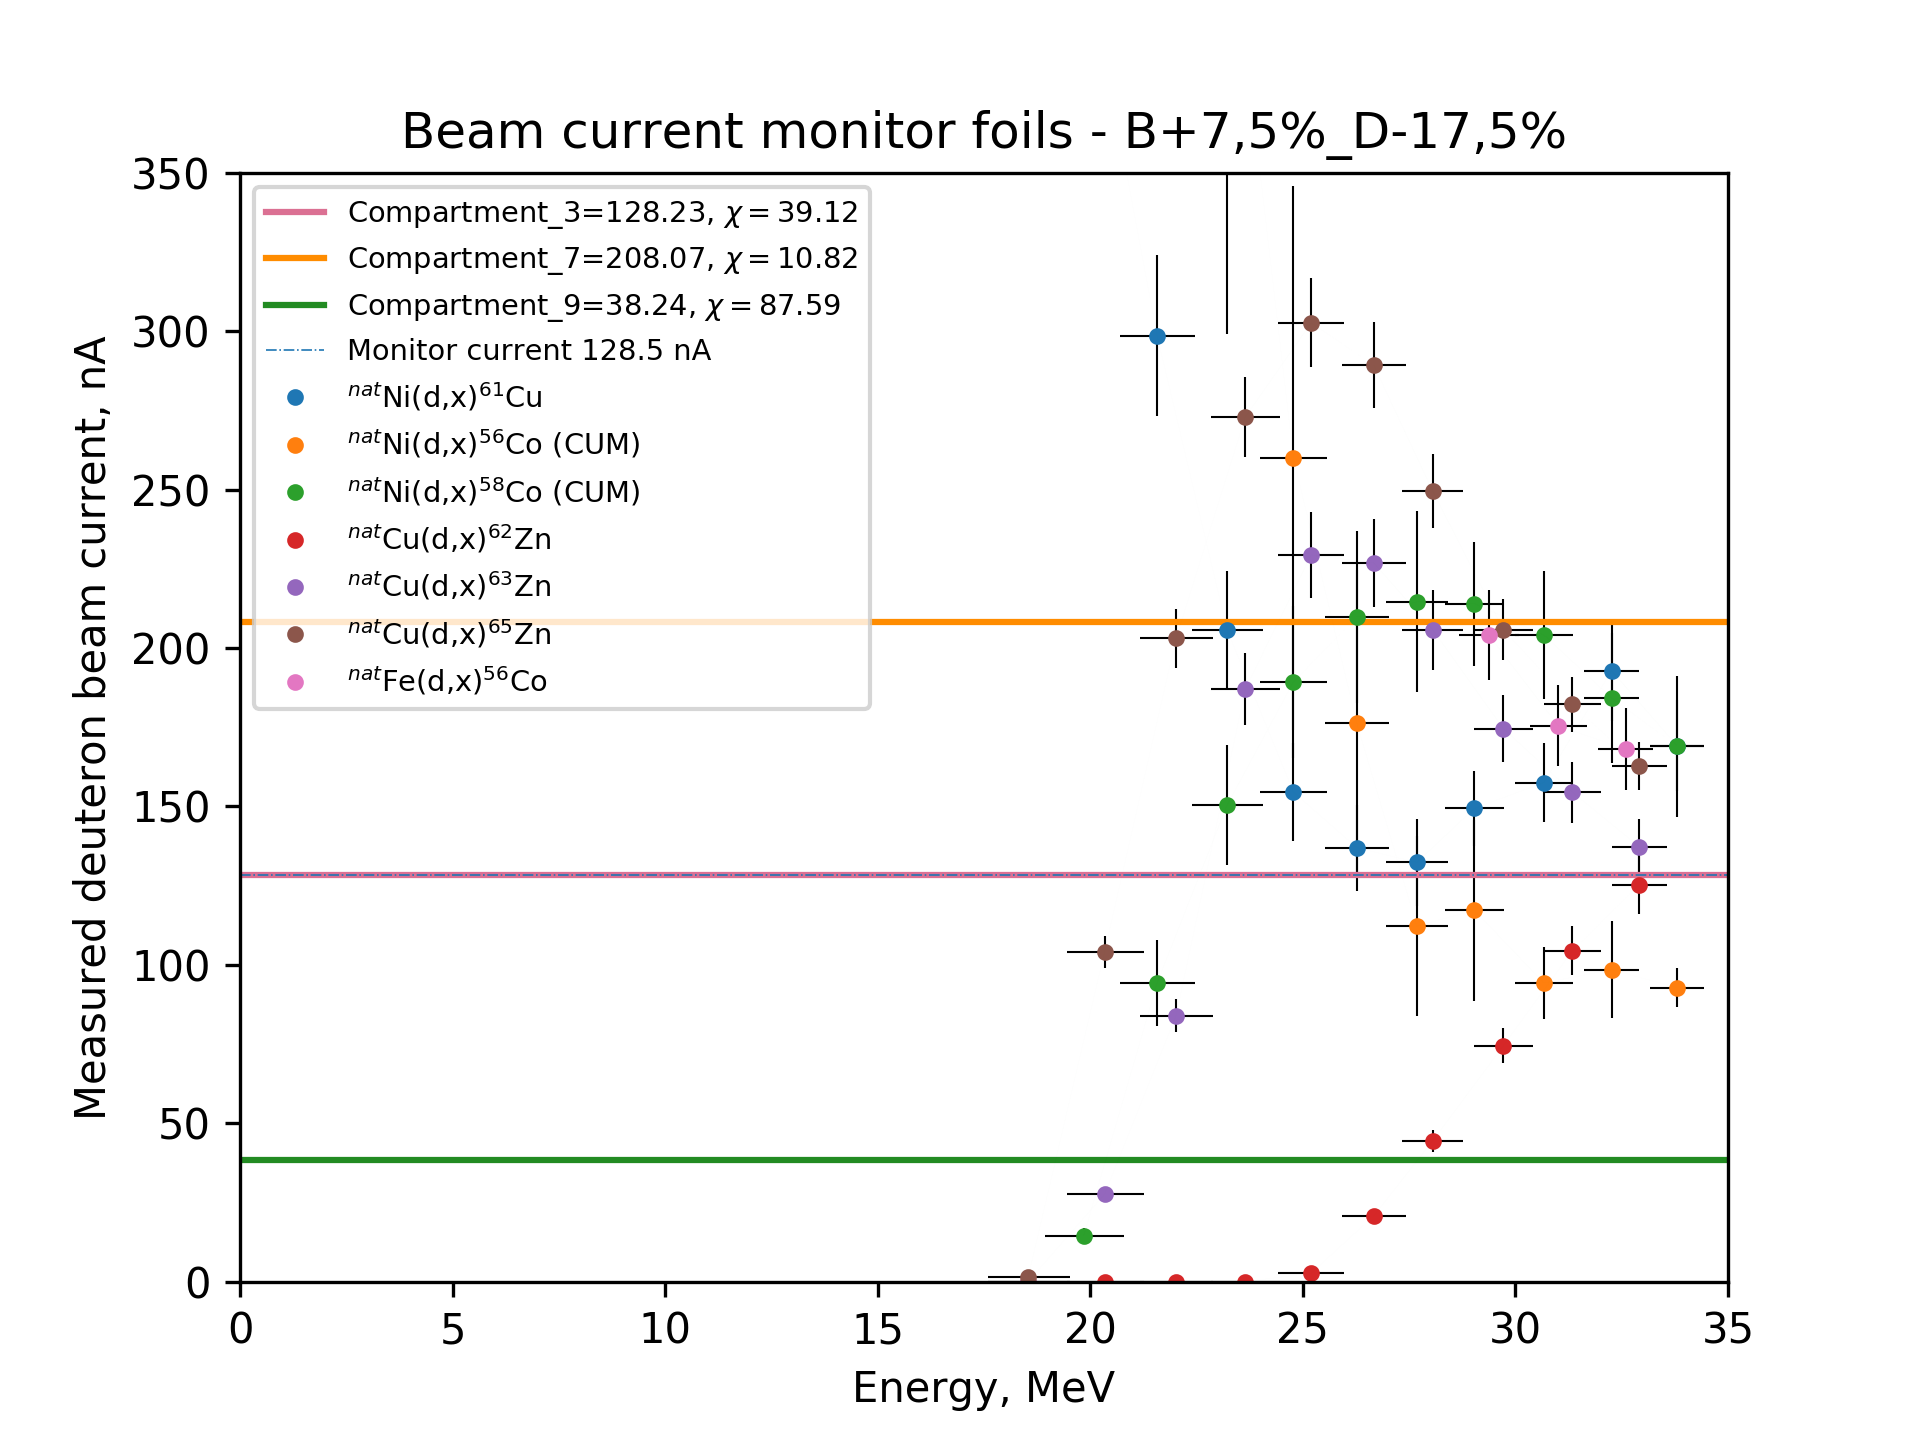 Beam current monitor foils - B+7,5%_D-17,5%
Compartment_3=128.23, χ = 39.12
Compartment_7=208.07, χ = 10.82
Compartment_9=38.24, χ = 87.59
Monitor current 128.5 nA
ⁿᵃᵗNi(d,x)⁶¹Cu
ⁿᵃᵗNi(d,x)⁵⁶Co (CUM)
ⁿᵃᵗNi(d,x)⁵⁸Co (CUM)
ⁿᵃᵗCu(d,x)⁶²Zn
ⁿᵃᵗCu(d,x)⁶³Zn
ⁿᵃᵗCu(d,x)⁶⁵Zn
ⁿᵃᵗFe(d,x)⁵⁶Co
Measured deuteron beam current, nA
350
300
250
200
150
100
50
0
0 5 10 15 20 25 30 35
Energy, MeV